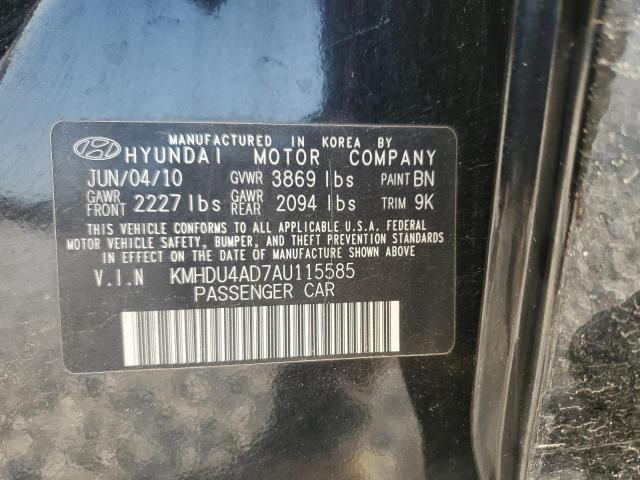 MANUFACTURED IN KOREA BY
HYUNDAI MOTOR COMPANY
JUN/04/10 GVWR 3869 lbs PAINT BN
GAWR FRONT 2227 lbs GAWR REAR 2094 lbs TRIM 9K
THIS VEHICLE CONFORMS TO ALL APPLICABLE U.S.A. FEDERAL
MOTOR VEHICLE SAFETY, BUMPER, AND THEFT PREVENTION STANDARDS
IN EFFECT ON THE DATE OF MANUFACTURE SHOWN ABOVE
V.I.N KMHDU4AD7AU115585
PASSENGER CAR